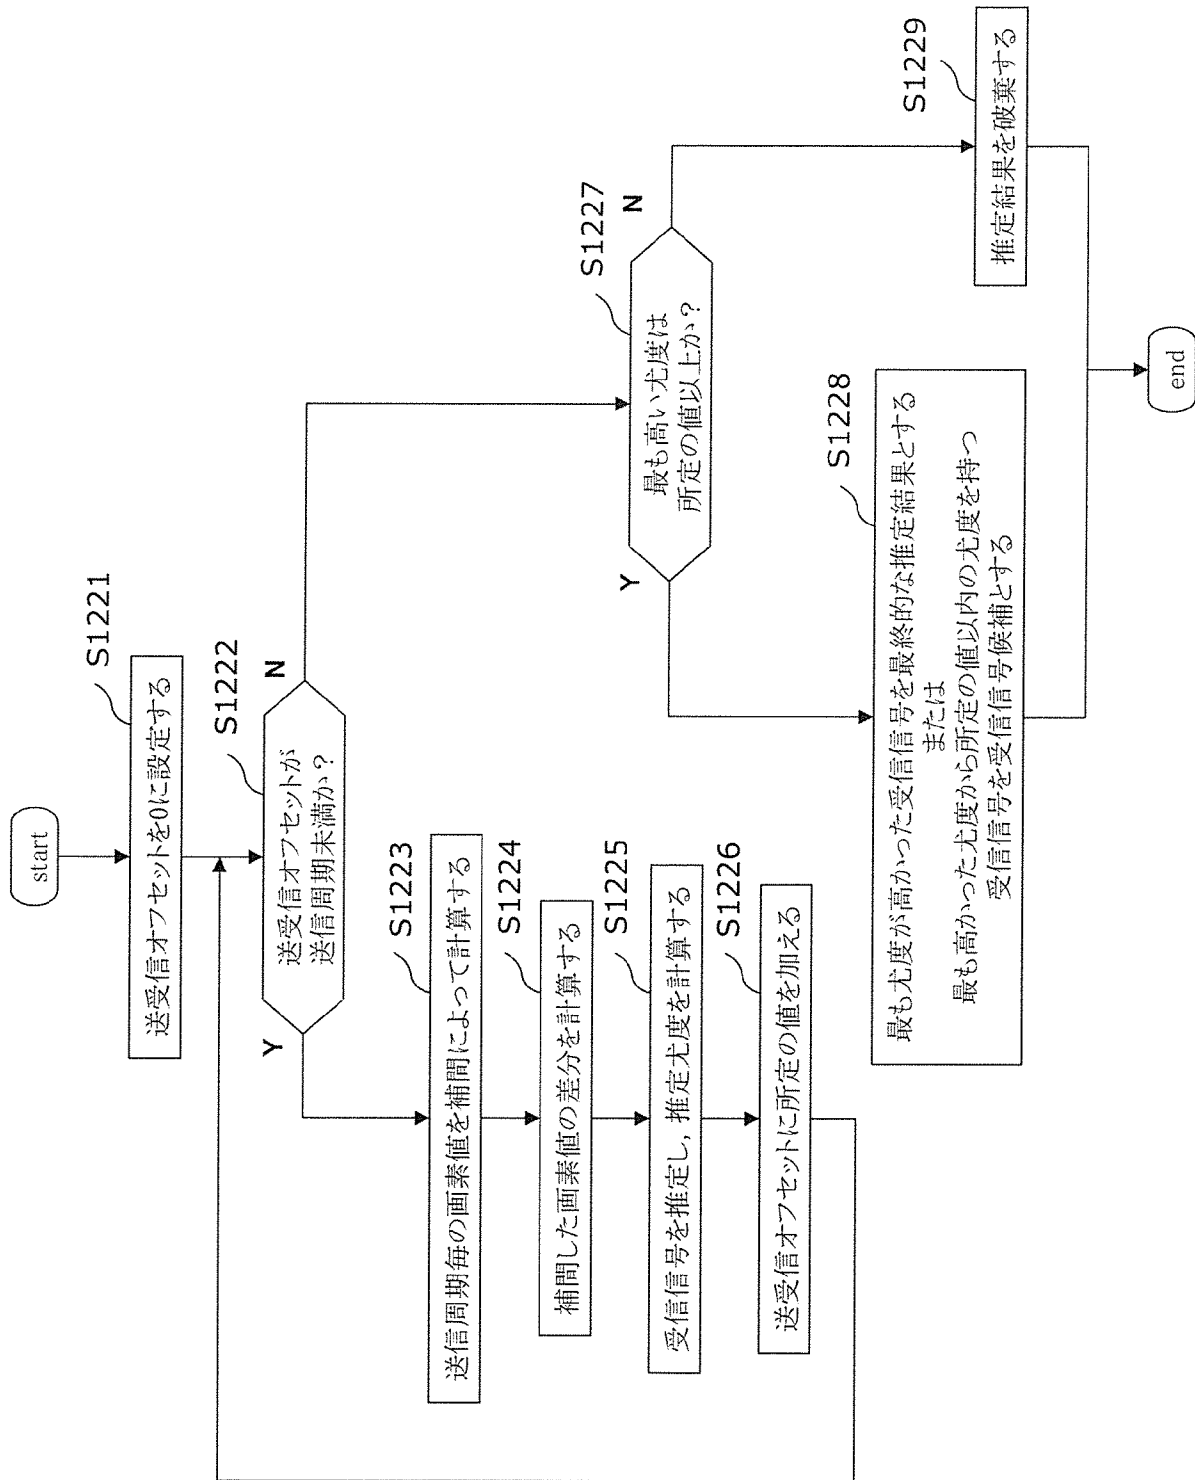 start
S1221
送受信オフセットを0に設定する
S1222
送受信オフセットが
送信周期未満か？
Y
N
S1223
送信周期毎の画素値を補間によって計算する
S1224
補間した画素値の差分を計算する
S1225
受信信号を推定し，推定尤度を計算する
S1226
送受信オフセットに所定の値を加える
S1227
最も高い尤度は
所定の値以上か？
Y
N
S1228
最も尤度が高かった受信信号を最終的な推定結果とする
または
最も高かった尤度から所定の値以内の尤度を持つ
受信信号を受信信号候補とする
S1229
推定結果を破棄する
end